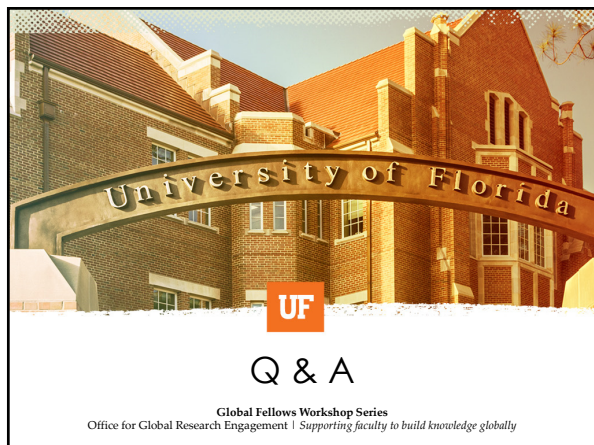 University of Florida
UF
Q & A
Global Fellows Workshop Series
Office for Global Research Engagement | Supporting faculty to build knowledge globally